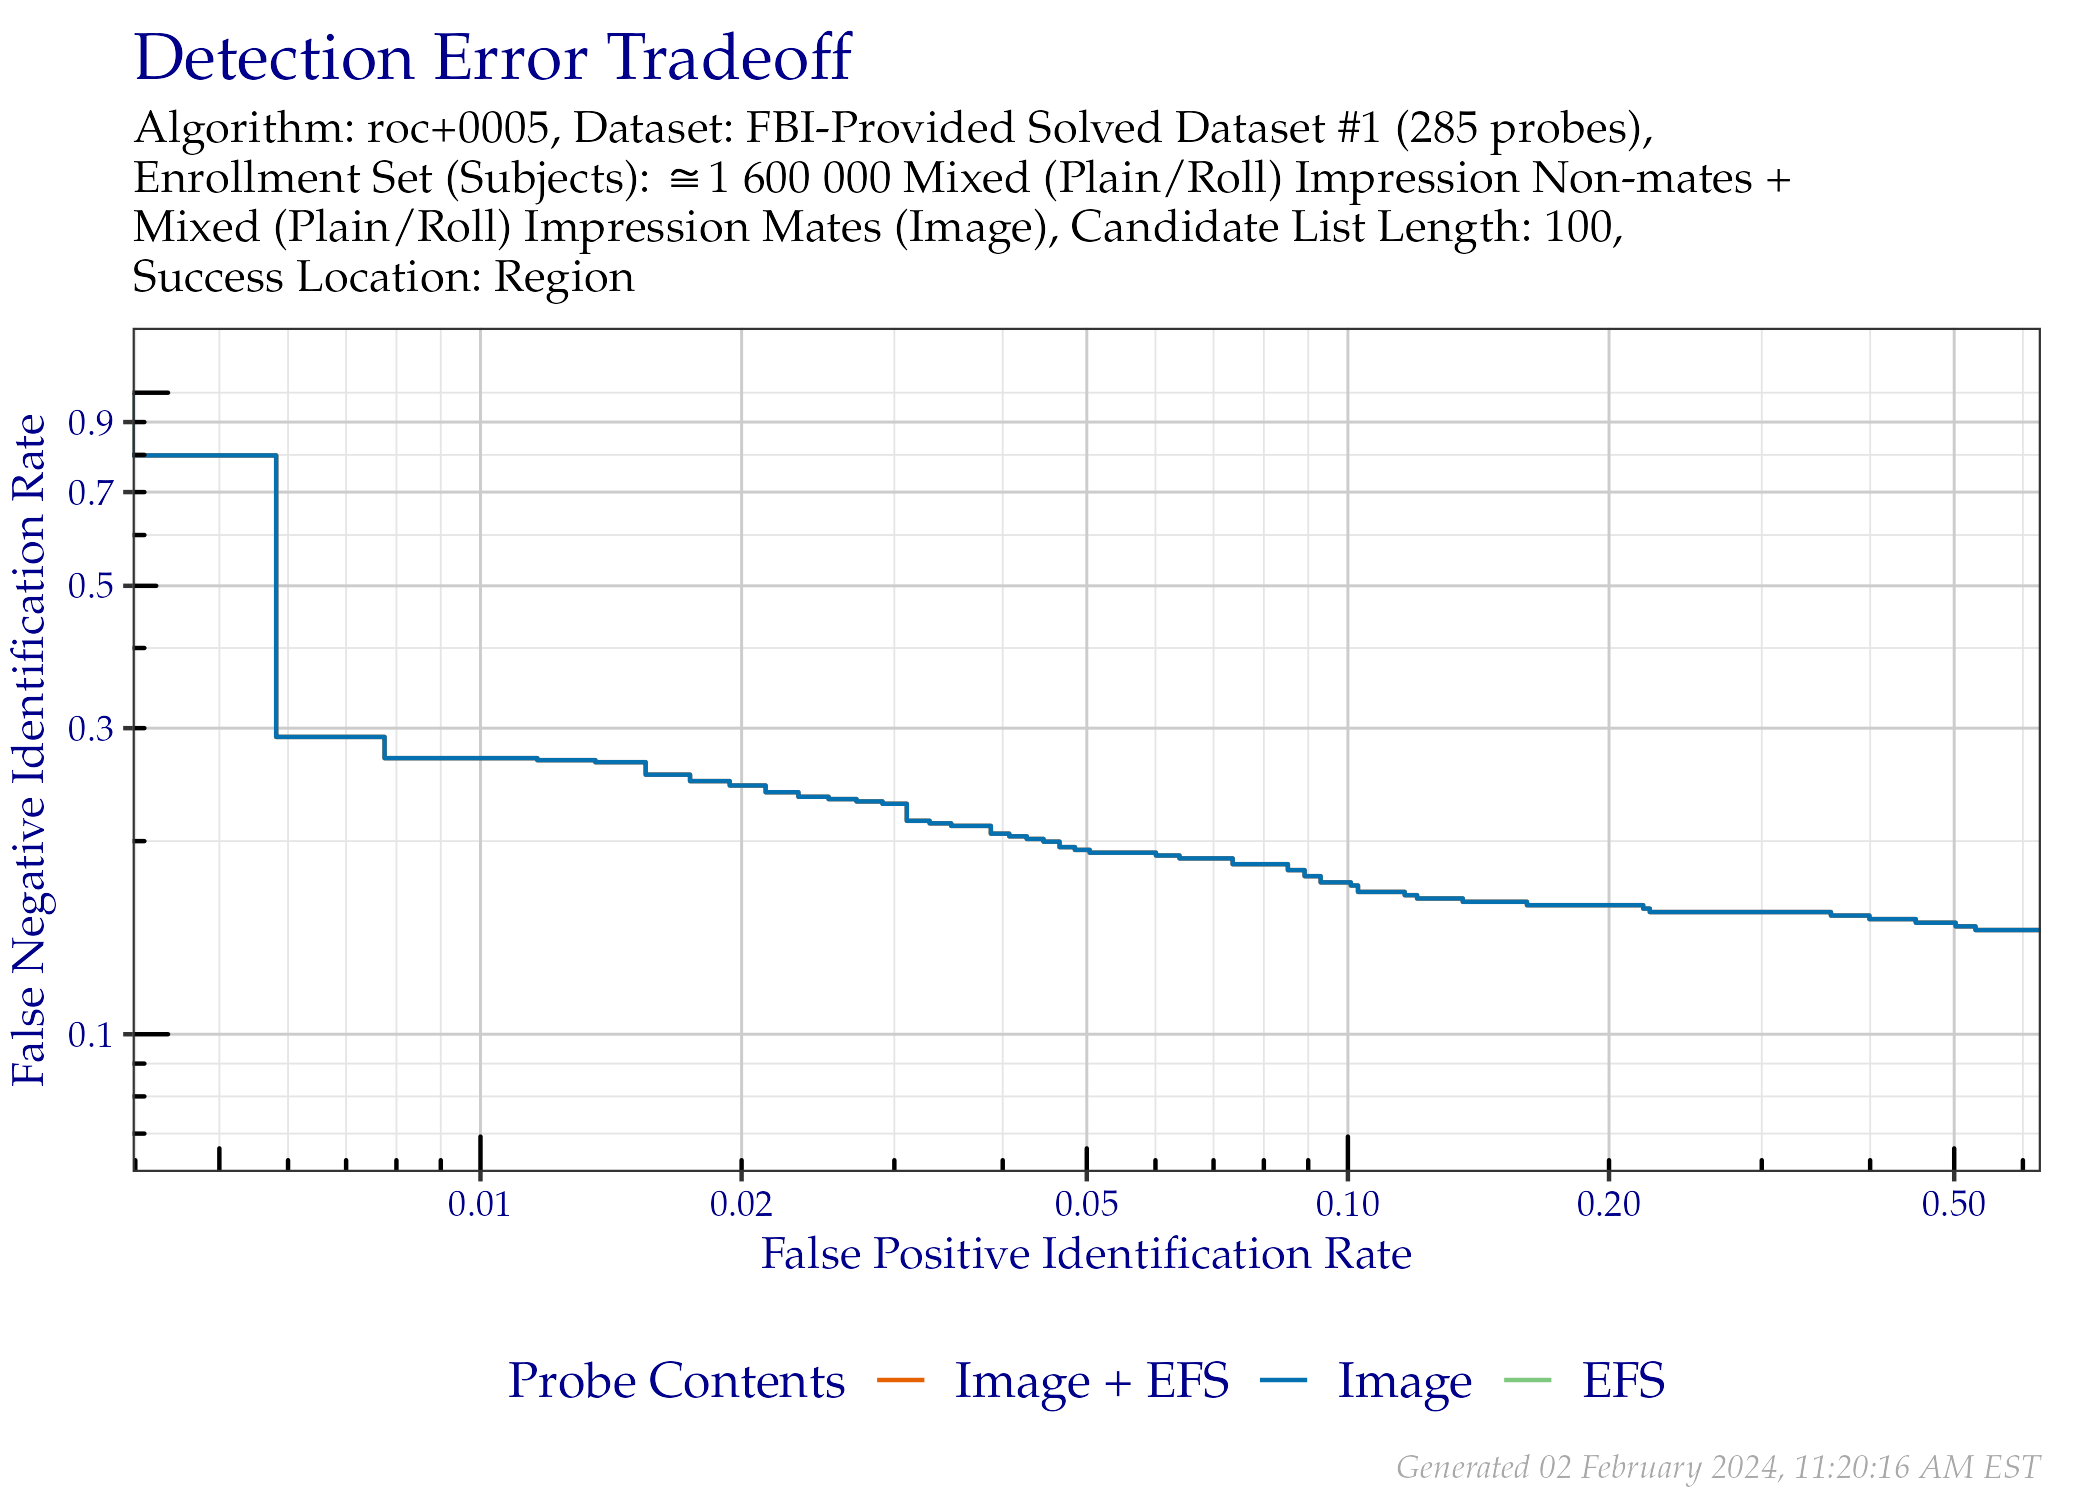 Detection Error Tradeoff
Algorithm: roc+0005, Dataset: FBI-Provided Solved Dataset #1 (285 probes),
Enrollment Set (Subjects): ≅ 1 600 000 Mixed (Plain/Roll) Impression Non-mates +
Mixed (Plain/Roll) Impression Mates (Image), Candidate List Length: 100,
Success Location: Region
False Negative Identification Rate
0.9
0.7
0.5
0.3
0.1
0.01 0.02 0.05 0.10 0.20 0.50
False Positive Identification Rate
Probe Contents Image + EFS Image EFS
Generated 02 February 2024, 11:20:16 AM EST